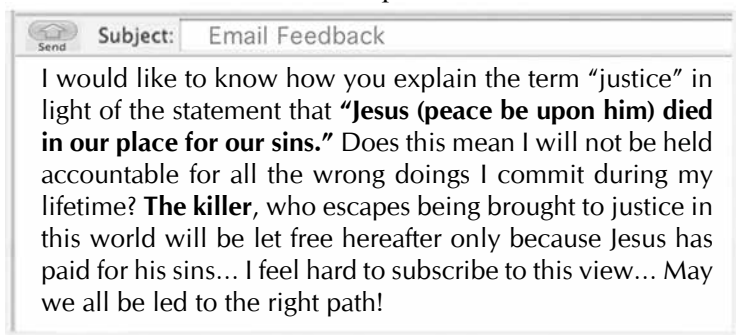 Send Subject: Email Feedback
I would like to know how you explain the term “justice” in
light of the statement that “Jesus (peace be upon him) died
in our place for our sins.” Does this mean I will not be held
accountable for all the wrong doings I commit during my
lifetime? The killer, who escapes being brought to justice in
this world will be let free hereafter only because Jesus has
paid for his sins... I feel hard to subscribe to this view... May
we all be led to the right path!